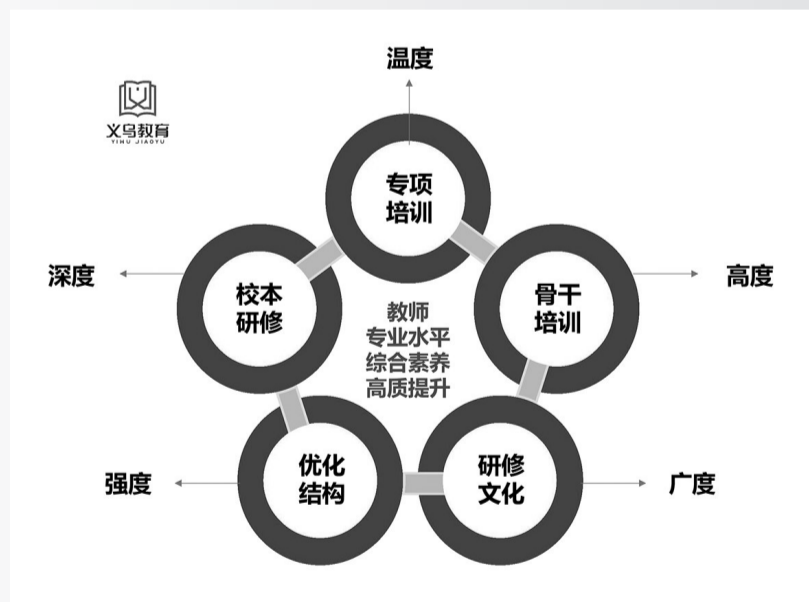 温度
义乌教育
YIWU JIAOYU
专项
培训
深度
高度
校本
研修
骨干
培训
教师
专业水平
综合素养
高质提升
强度
优化
结构
研修
文化
广度